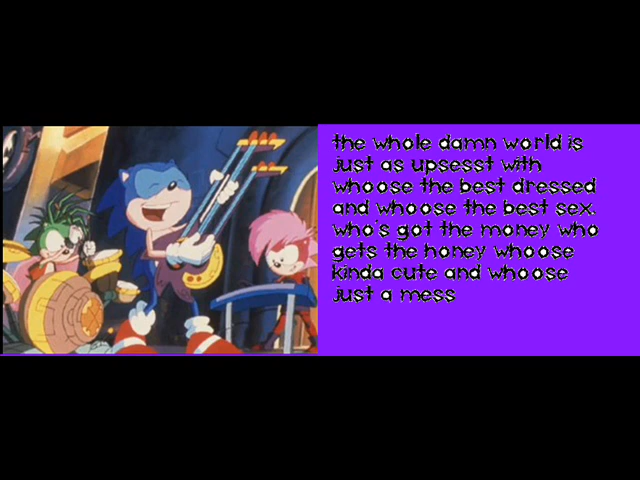 the whole damn world is
just as upsesst with
whoose the best dressed
and whoose the best sex.
who's got the money who
gets the honey whoose
kinda cute and whoose
just a mess